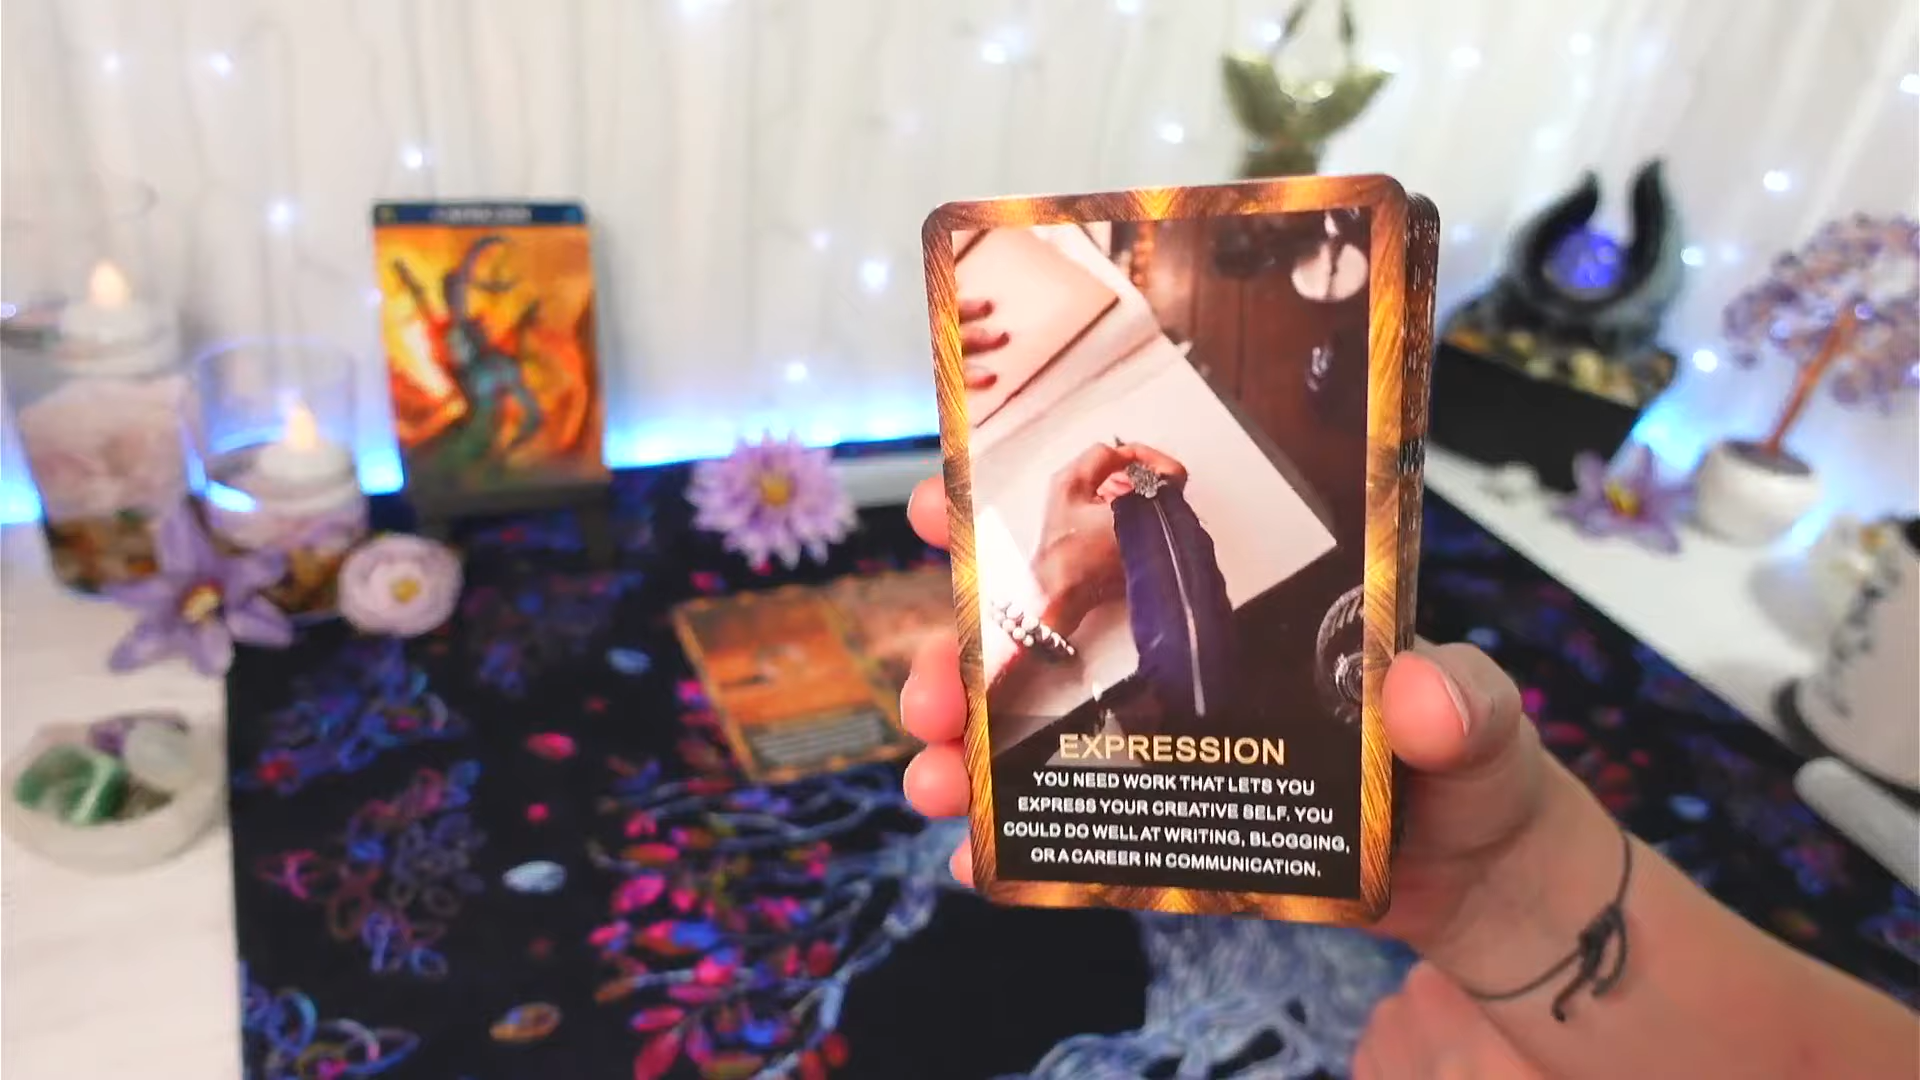 EXPRESSION
YOU NEED WORK THAT LETS YOU
EXPRESS YOUR CREATIVE SELF. YOU
COULD DO WELL AT WRITING, BLOGGING,
OR A CAREER IN COMMUNICATION.